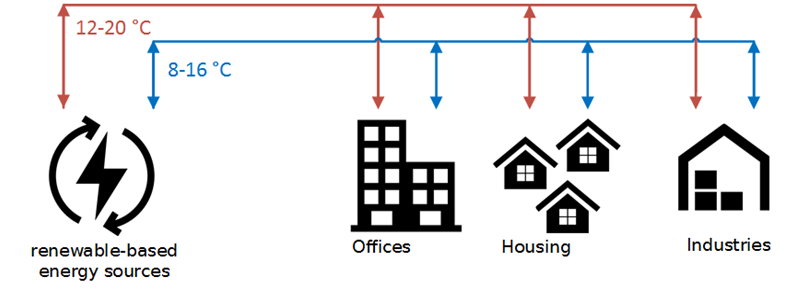 12-20 °C
8-16 °C
renewable-based
energy sources
Offices
Housing
Industries